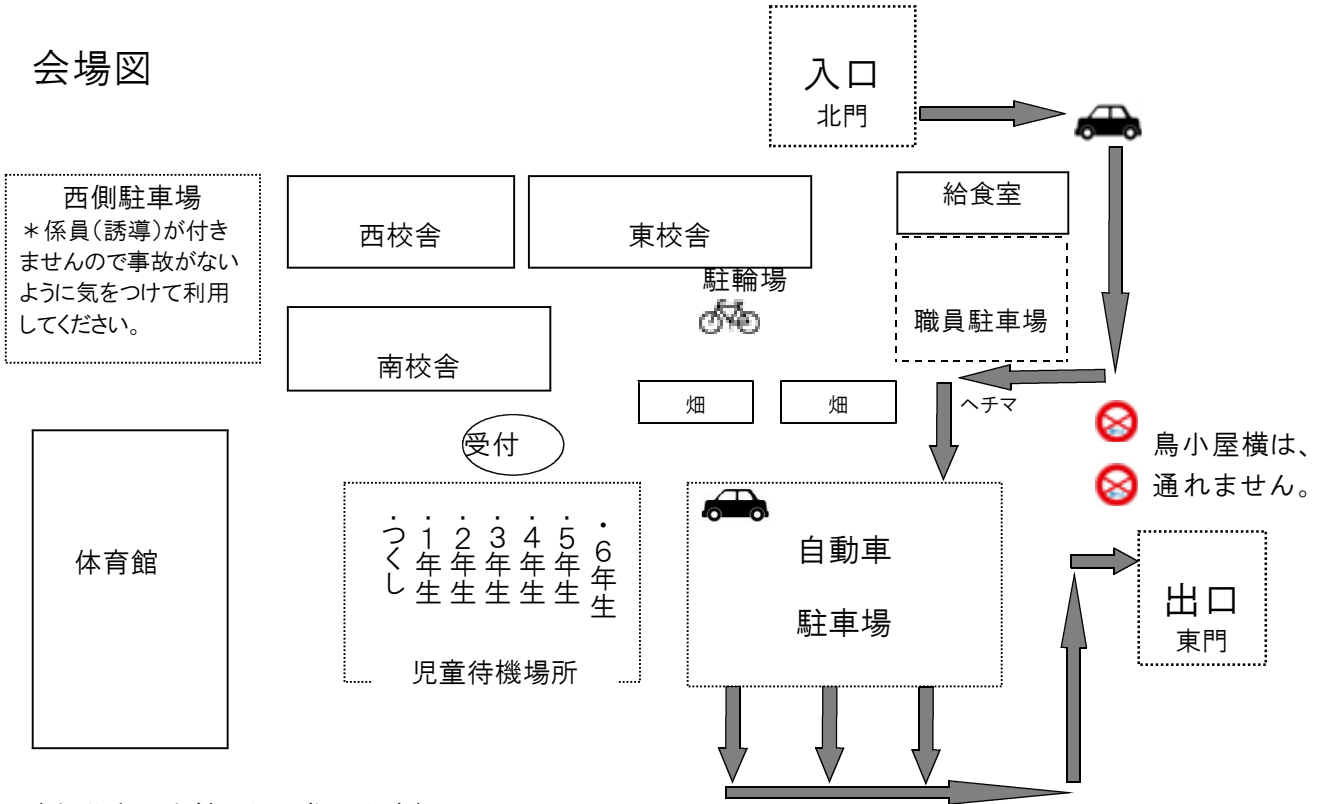 会場図
入口
北門
西側駐車場
*係員(誘導)が付き
ませんので事故がない
ように気をつけて利用
してください。
西校舎
東校舎
給食室
駐輪場
職員駐車場
南校舎
畑
畑
ヘチマ
受付
鳥小屋横は、
通れません。
・つくし
・1年生
・2年生
・3年生
・4年生
・5年生
・6年生
児童待機場所
体育館
自動車
駐車場
出口
東門